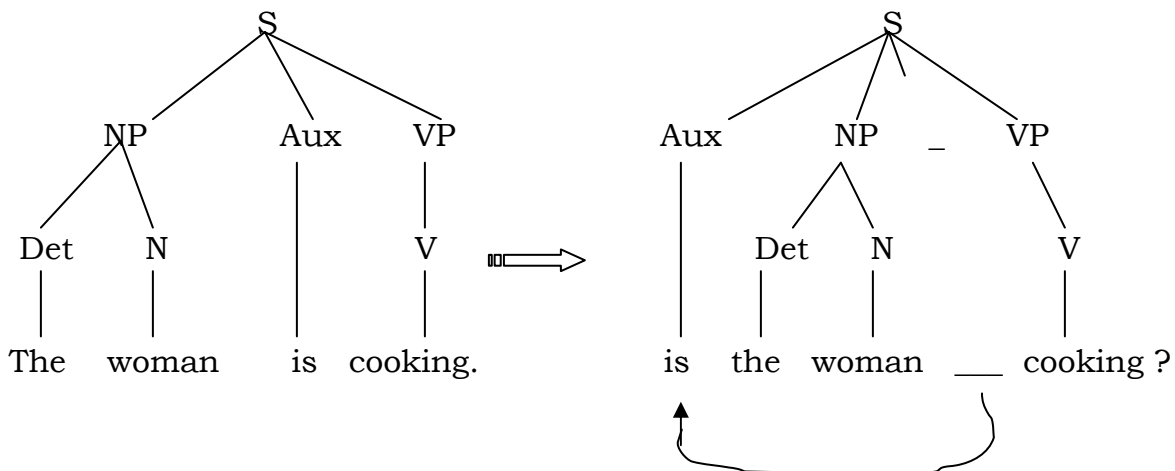 S S
NP Aux VP Aux NP _ VP
Det N V Det N V
The woman is cooking. is the woman ___ cooking ?